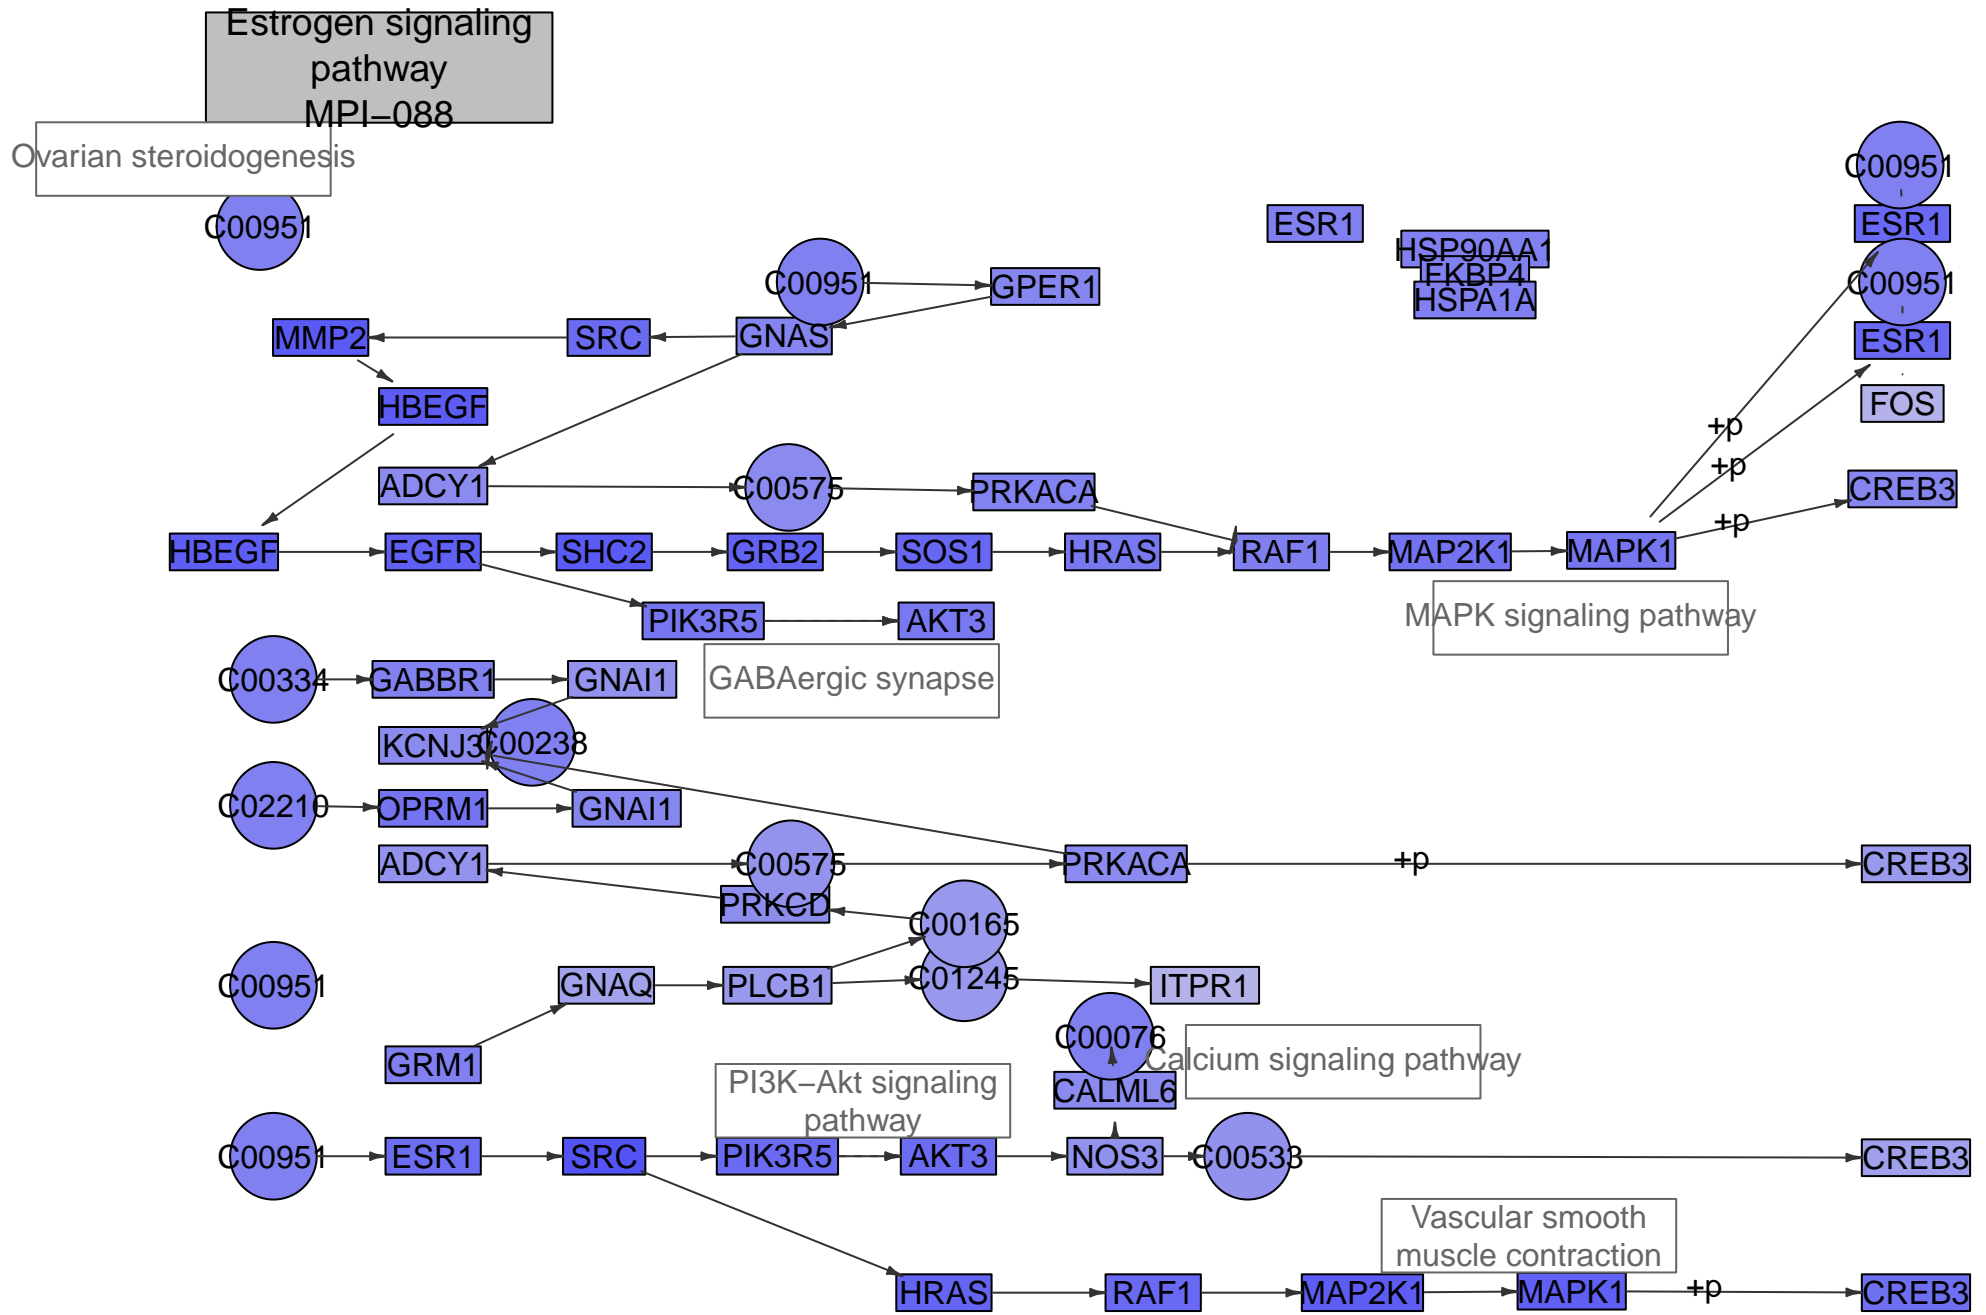 Estrogen signaling
pathway
MPI−088
Ovarian steroidogenesis
C00951
C00951
ESR1
ESR1
C00951
HSP90AA1
FKBP4
HSPA1A
C00951
GPER1
C00951
MMP2
SRC
GNAS
ESR1
HBEGF
FOS
+p
+p
ADCY1
C00575
PRKACA
CREB3
+p
HBEGF
EGFR
SHC2
GRB2
SOS1
HRAS
RAF1
MAP2K1
MAPK1
PIK3R5
AKT3
MAPK signaling pathway
C00334
GABBR1
GNAI1
GABAergic synapse
KCNJ3
C00238
C02210
OPRM1
GNAI1
ADCY1
C00575
PRKACA
+p
CREB3
PRKCD
C00165
C00951
GNAQ
PLCB1
C01245
ITPR1
C00076
Calcium signaling pathway
GRM1
PI3K−Akt signaling
pathway
CALML6
C00951
ESR1
SRC
PIK3R5
AKT3
NOS3
C00533
CREB3
Vascular smooth
muscle contraction
HRAS
RAF1
MAP2K1
MAPK1
+p
CREB3